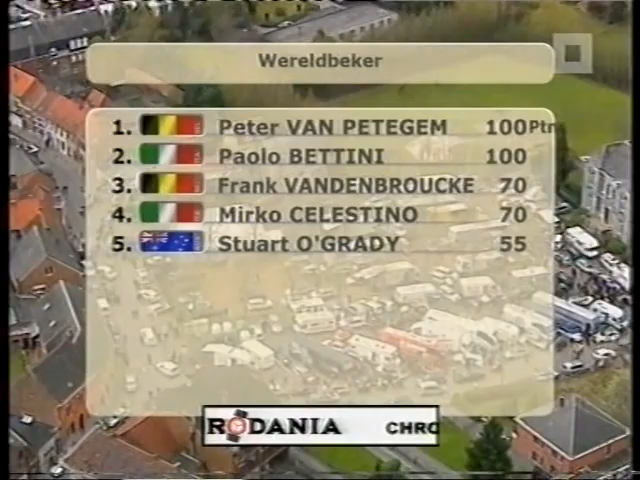 Wereldbeker
1. Peter VAN PETEGEM 100Ptn.
2. Paolo BETTINI 100
3. Frank VANDENBROUCKE 70
4. Mirko CELESTINO 70
5. Stuart O'GRADY 55
RODANIA CHRO